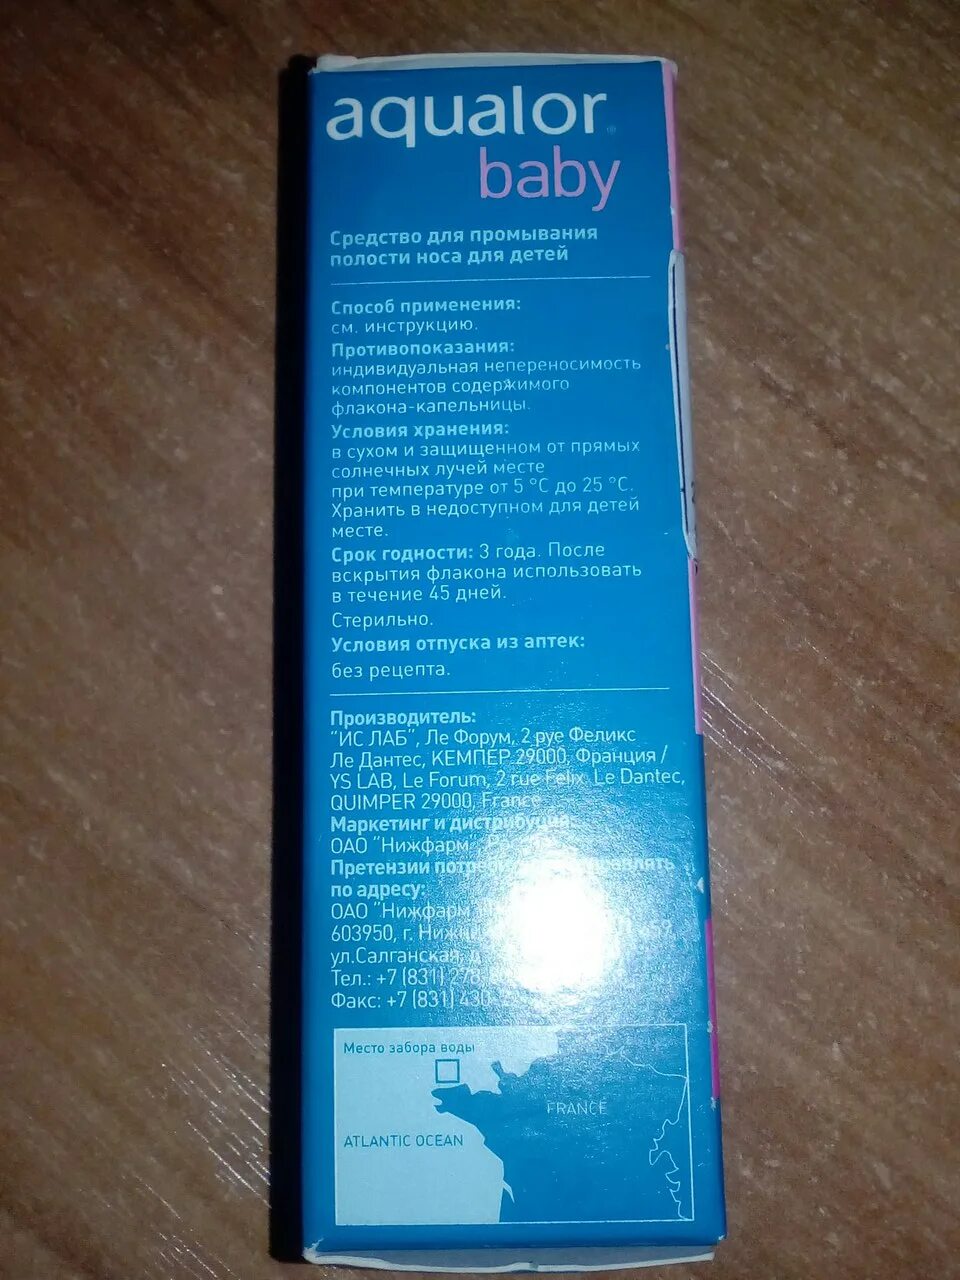 aqualor
baby
Средство для промывания
полости носа для детей
Способ применения:
см. инструкцию.
Противопоказания:
индивидуальная непереносимость
компонентов содержимого
флакона-капельницы.
Условия хранения:
в сухом и защищенном от прямых
солнечных лучей месте
при температуре от 5 °C до 25 °C.
Хранить в недоступном для детей
месте.
Срок годности: 3 года. После
вскрытия флакона использовать
в течение 45 дней.
Стерильно.
Условия отпуска из аптек:
без рецепта.
Производитель:
"ИС ЛАБ", Ле Форум, 2 руе Феликс
Ле Дантес, КЕМПЕР 29000, Франция /
YS LAB, Le Forum, 2 rue Felix Le Dantec,
QUIMPER 29000, France
Маркетинг и дистрибуция:
ОАО "Нижфарм",
Претензии
по адресу:
ОАО "Нижфарм"
603950, г.
ул.Салганская,
Тел.: +7 (831) 278
Факс: +7 (831) 430
Место забора воды
FRANCE
ATLANTIC OCEAN